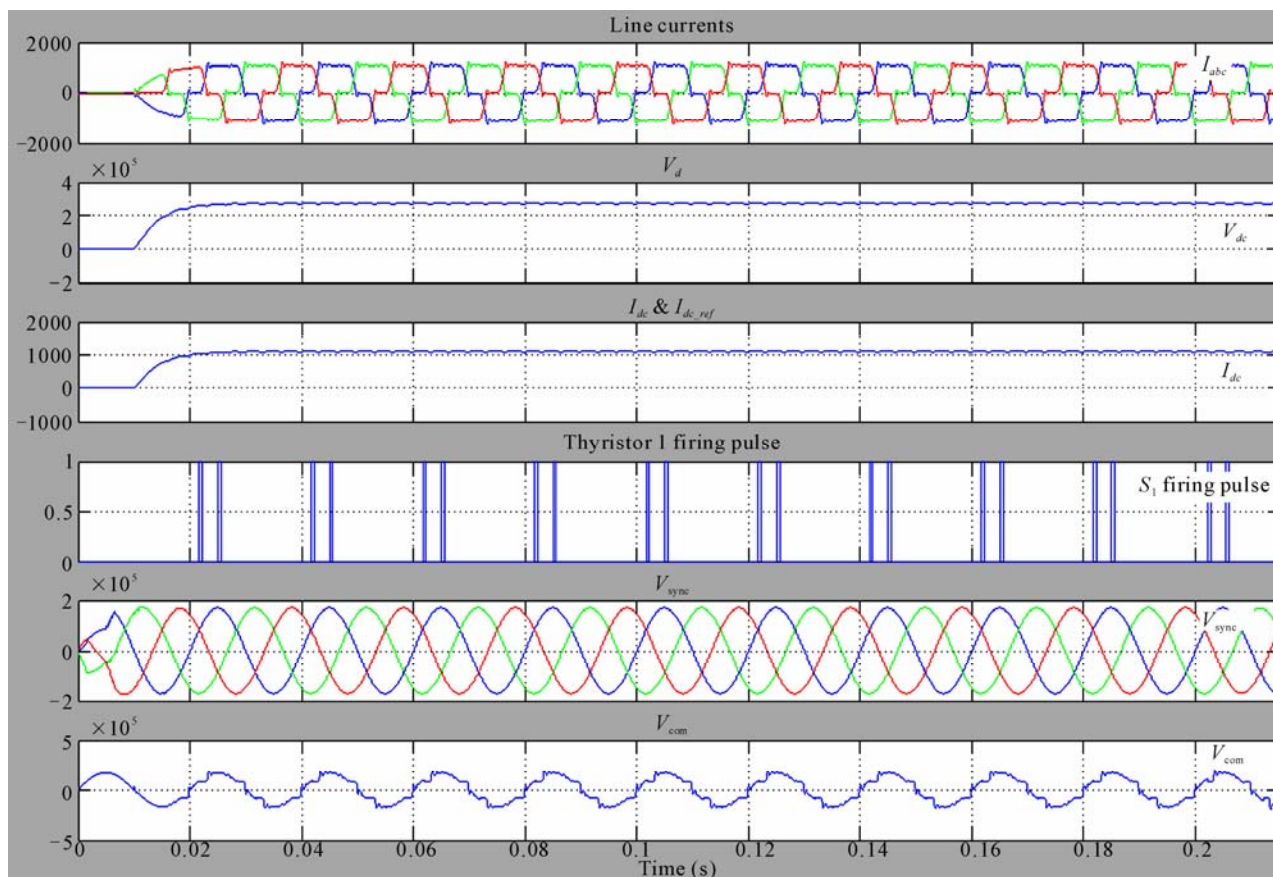 Line currents
2000
0
−2000
I_abc
×10^5
V_d
4
2
0
−2
V_dc
I_dc & I_dc_ref
2000
1000
0
−1000
I_dc
Thyristor 1 firing pulse
1
0.5
0
S_1 firing pulse
×10^5
V_sync
2
0
−2
V_sync
×10^5
V_com
5
0
−5
V_com
0 0.02 0.04 0.06 0.08 0.1 0.12 0.14 0.16 0.18 0.2
Time (s)